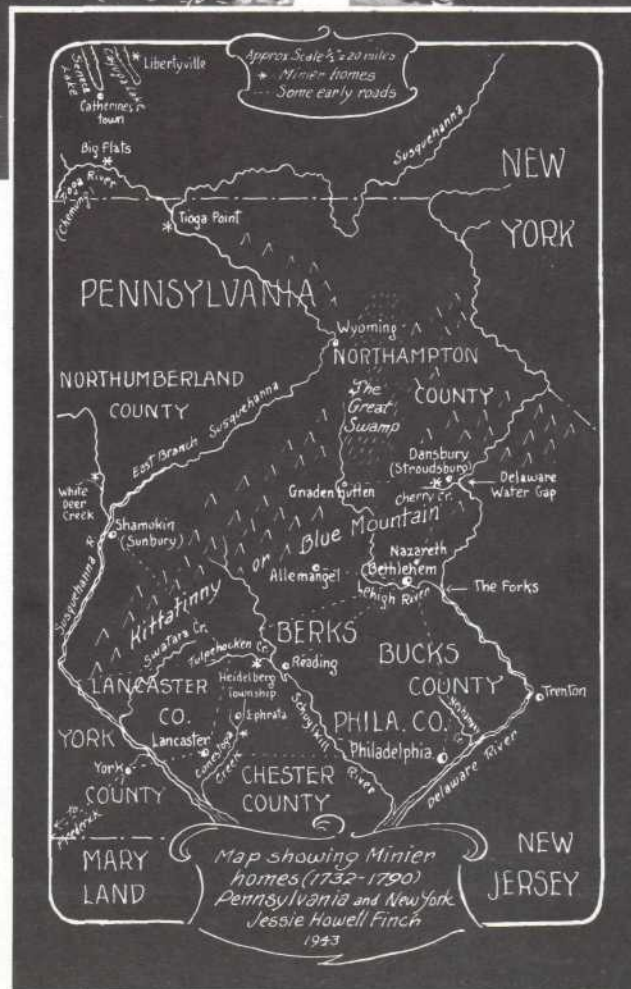 Approx. Scale ½"=20 miles
* — Minier homes
---- Some early roads
Seneca
Lake
Cayuga L.
Libertyville
Catherine's
town
Big Flats
Tioga River
(Chemung)
Tioga Point
Susquehanna
NEW
YORK
PENNSYLVANIA
Wyoming
NORTHAMPTON
COUNTY
NORTHUMBERLAND
COUNTY
The
Great
Swamp
East Branch Susquehanna
Dansbury
(Stroudsburg)
Delaware
Water Gap
Cherry Cr.
Gnaden Hutten
White
Deer
Creek
Shamokin
(Sunbury)
Susquehanna R.
Kittatinny or Blue Mountain
Nazareth
Allemangel
Bethlehem
The Forks
Lehigh River
Swatara Cr.
BERKS
Tulpehocken Cr.
Reading
BUCKS
COUNTY
LANCASTER
CO.
Heidelberg
Township
Trenton
Ephrata
Schuylkill
River
PHILA. CO.
Cr.
YORK
COUNTY
Lancaster
Philadelphia
York
Conestoga
Creek
CHESTER
COUNTY
Delaware River
to
Frederick
MARY
LAND
NEW
JERSEY
Map showing Minier
homes (1732-1790)
Pennsylvania and New York
Jessie Howell Finch
1943